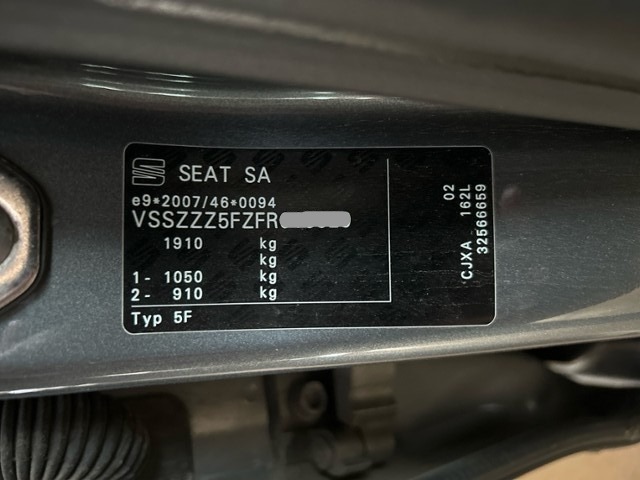 SEAT SA
e9*2007/46*0094
VSSZZZ5FZFR
1910 kg
kg
1- 1050 kg
2- 910 kg
Typ 5F
02
CJXA 162L
32566659